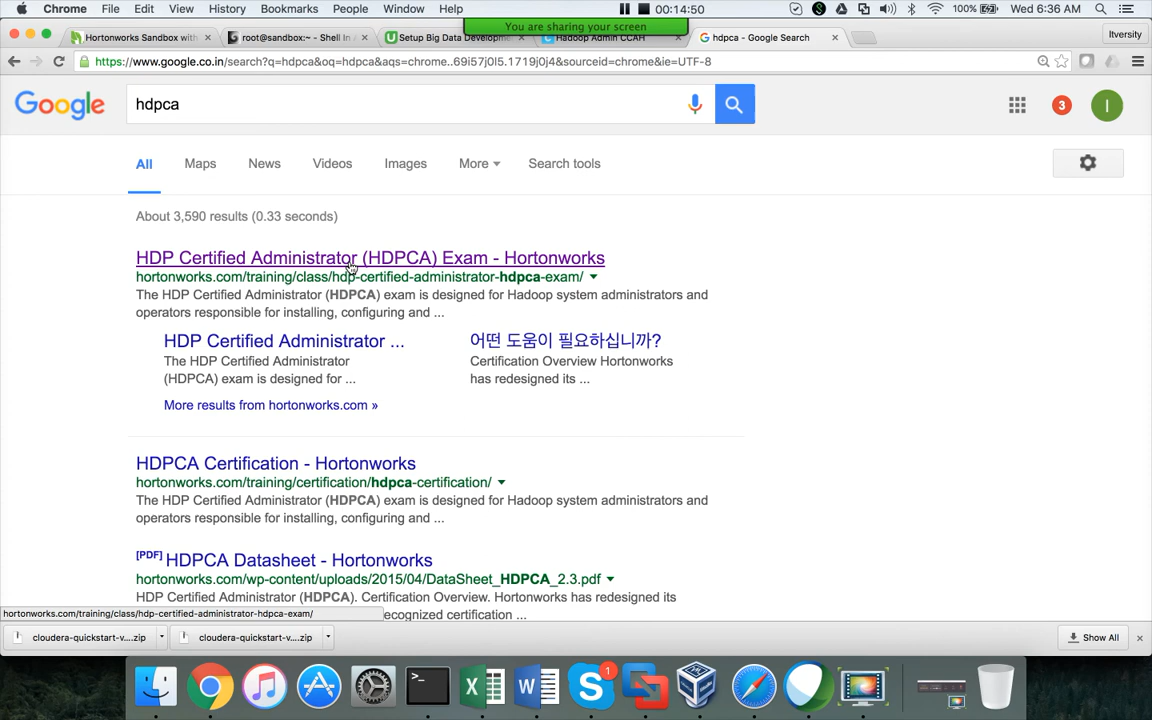 Chrome File Edit View History Bookmarks People Window Help 00:14:50 100% Wed 6:36 AM
You are sharing your screen
Hortonworks Sandbox with root@sandbox:~ - Shell In Setup Big Data Developme Hadoop Admin CCAH hdpca - Google Search Itversity
https://www.google.co.in/search?q=hdpca&oq=hdpca&aqs=chrome..69i57j0l5.1719j0j4&sourceid=chrome&ie=UTF-8
Google hdpca 3 I
All Maps News Videos Images More Search tools
About 3,590 results (0.33 seconds)
HDP Certified Administrator (HDPCA) Exam - Hortonworks
hortonworks.com/training/class/hdp-certified-administrator-hdpca-exam/
The HDP Certified Administrator (HDPCA) exam is designed for Hadoop system administrators and
operators responsible for installing, configuring and ...
HDP Certified Administrator ...
The HDP Certified Administrator
(HDPCA) exam is designed for ...
어떤 도움이 필요하십니까?
Certification Overview Hortonworks
has redesigned its ...
More results from hortonworks.com »
HDPCA Certification - Hortonworks
hortonworks.com/training/certification/hdpca-certification/
The HDP Certified Administrator (HDPCA) exam is designed for Hadoop system administrators and
operators responsible for installing, configuring and ...
[PDF] HDPCA Datasheet - Hortonworks
hortonworks.com/wp-content/uploads/2015/04/DataSheet_HDPCA_2.3.pdf
HDP Certified Administrator (HDPCA). Certification Overview. Hortonworks has redesigned its
hortonworks.com/training/class/hdp-certified-administrator-hdpca-exam/ ecognized certification ...
cloudera-quickstart-v....zip cloudera-quickstart-v....zip Show All
1